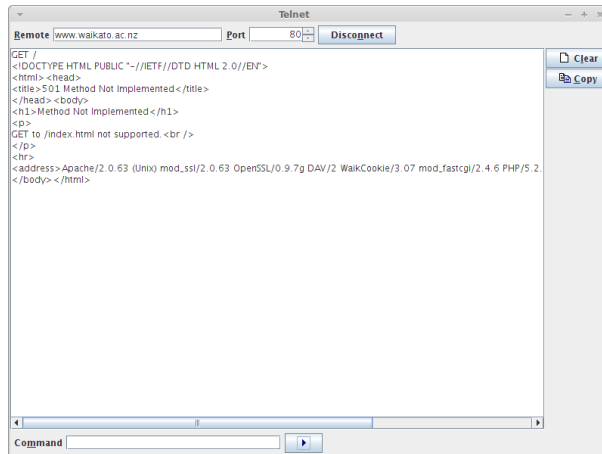 Telnet
Remote www.waikato.ac.nz Port 80 Disconnect
GET /
<!DOCTYPE HTML PUBLIC "-//IETF//DTD HTML 2.0//EN">
<html><head>
<title>501 Method Not Implemented</title>
</head><body>
<h1>Method Not Implemented</h1>
<p>
GET to /index.html not supported.<br />
</p>
<hr>
<address>Apache/2.0.63 (Unix) mod_ssl/2.0.63 OpenSSL/0.9.7g DAV/2 WaikCookie/3.07 mod_fastcgi/2.4.6 PHP/5.2.
</body></html>
Clear
Copy
Command